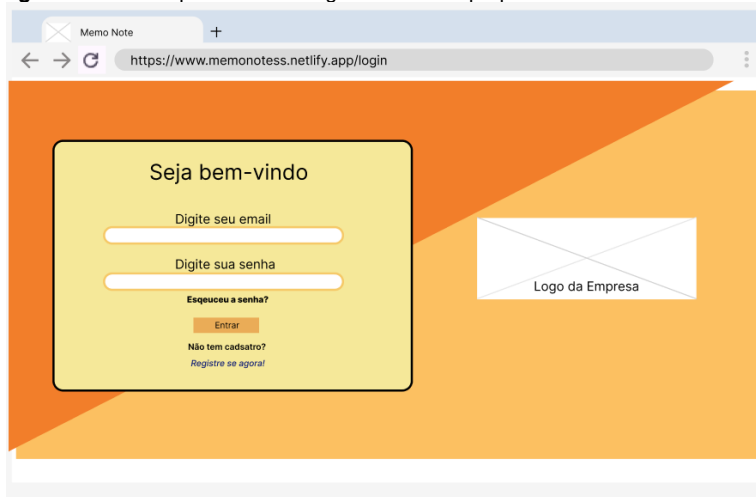 Memo Note
https://www.memonotess.netlify.app/login
Seja bem-vindo
Digite seu email
Digite sua senha
Esqeuceu a senha?
Entrar
Não tem cadsatro?
Registre se agora!
Logo da Empresa